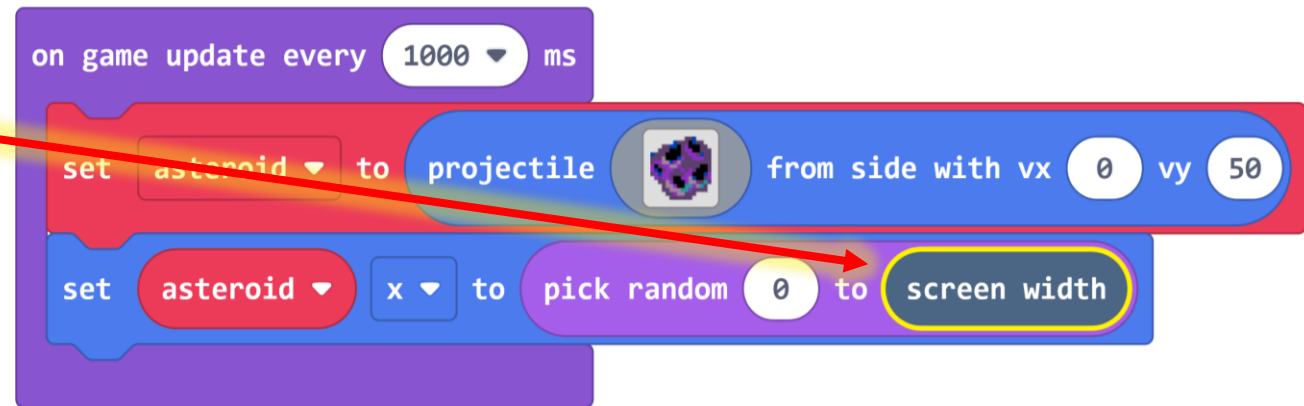 on game update every 1000 ms
set asteroid to projectile from side with vx 0 vy 50
set asteroid x to pick random 0 to screen width